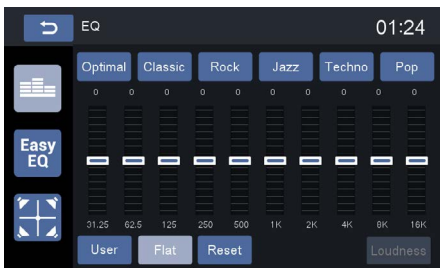 EQ 01:24
Optimal Classic Rock Jazz Techno Pop
0 0 0 0 0 0 0 0 0 0
Easy
EQ
31.25 62.5 125 250 500 1K 2K 4K 8K 16K
User Flat Reset Loudness